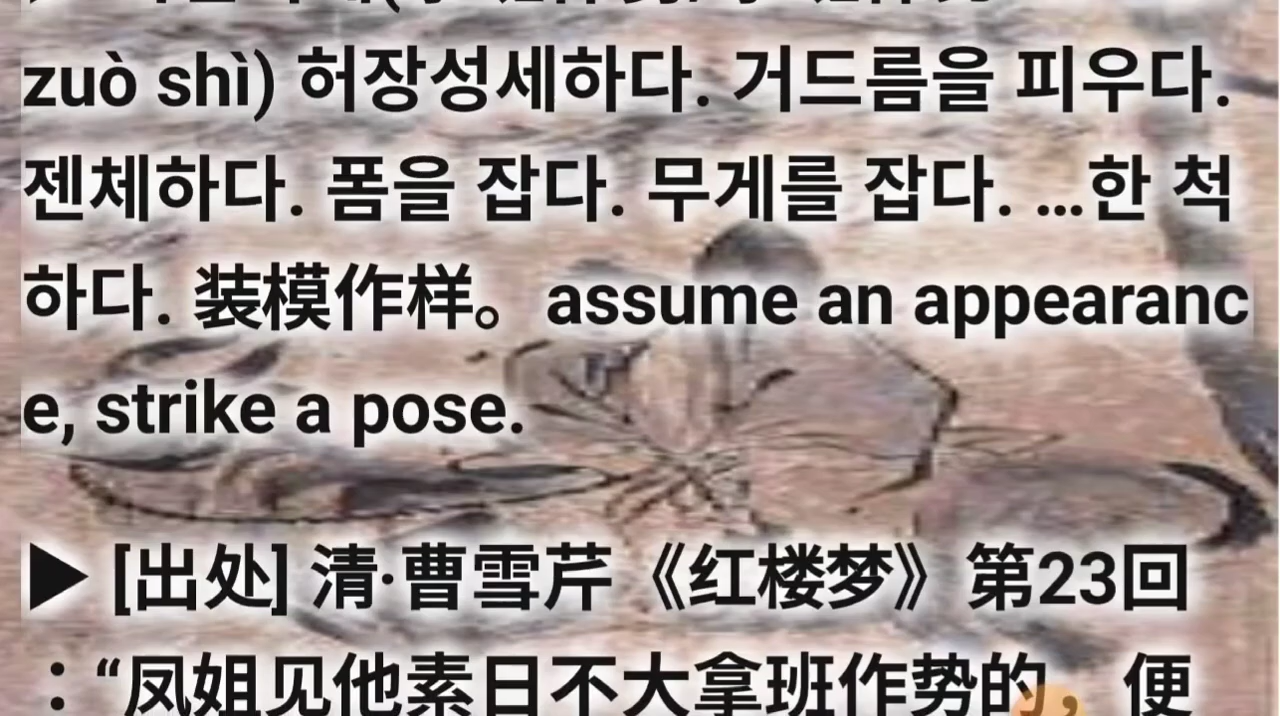 zuò shì) 허장성세하다. 거드름을 피우다.
젠체하다. 폼을 잡다. 무게를 잡다. …한 척
하다. 装模作样。assume an appearanc
e, strike a pose.
▶ [出处] 清·曹雪芹《红楼梦》第23回
：“凤姐见他素日不大拿班作势的，便